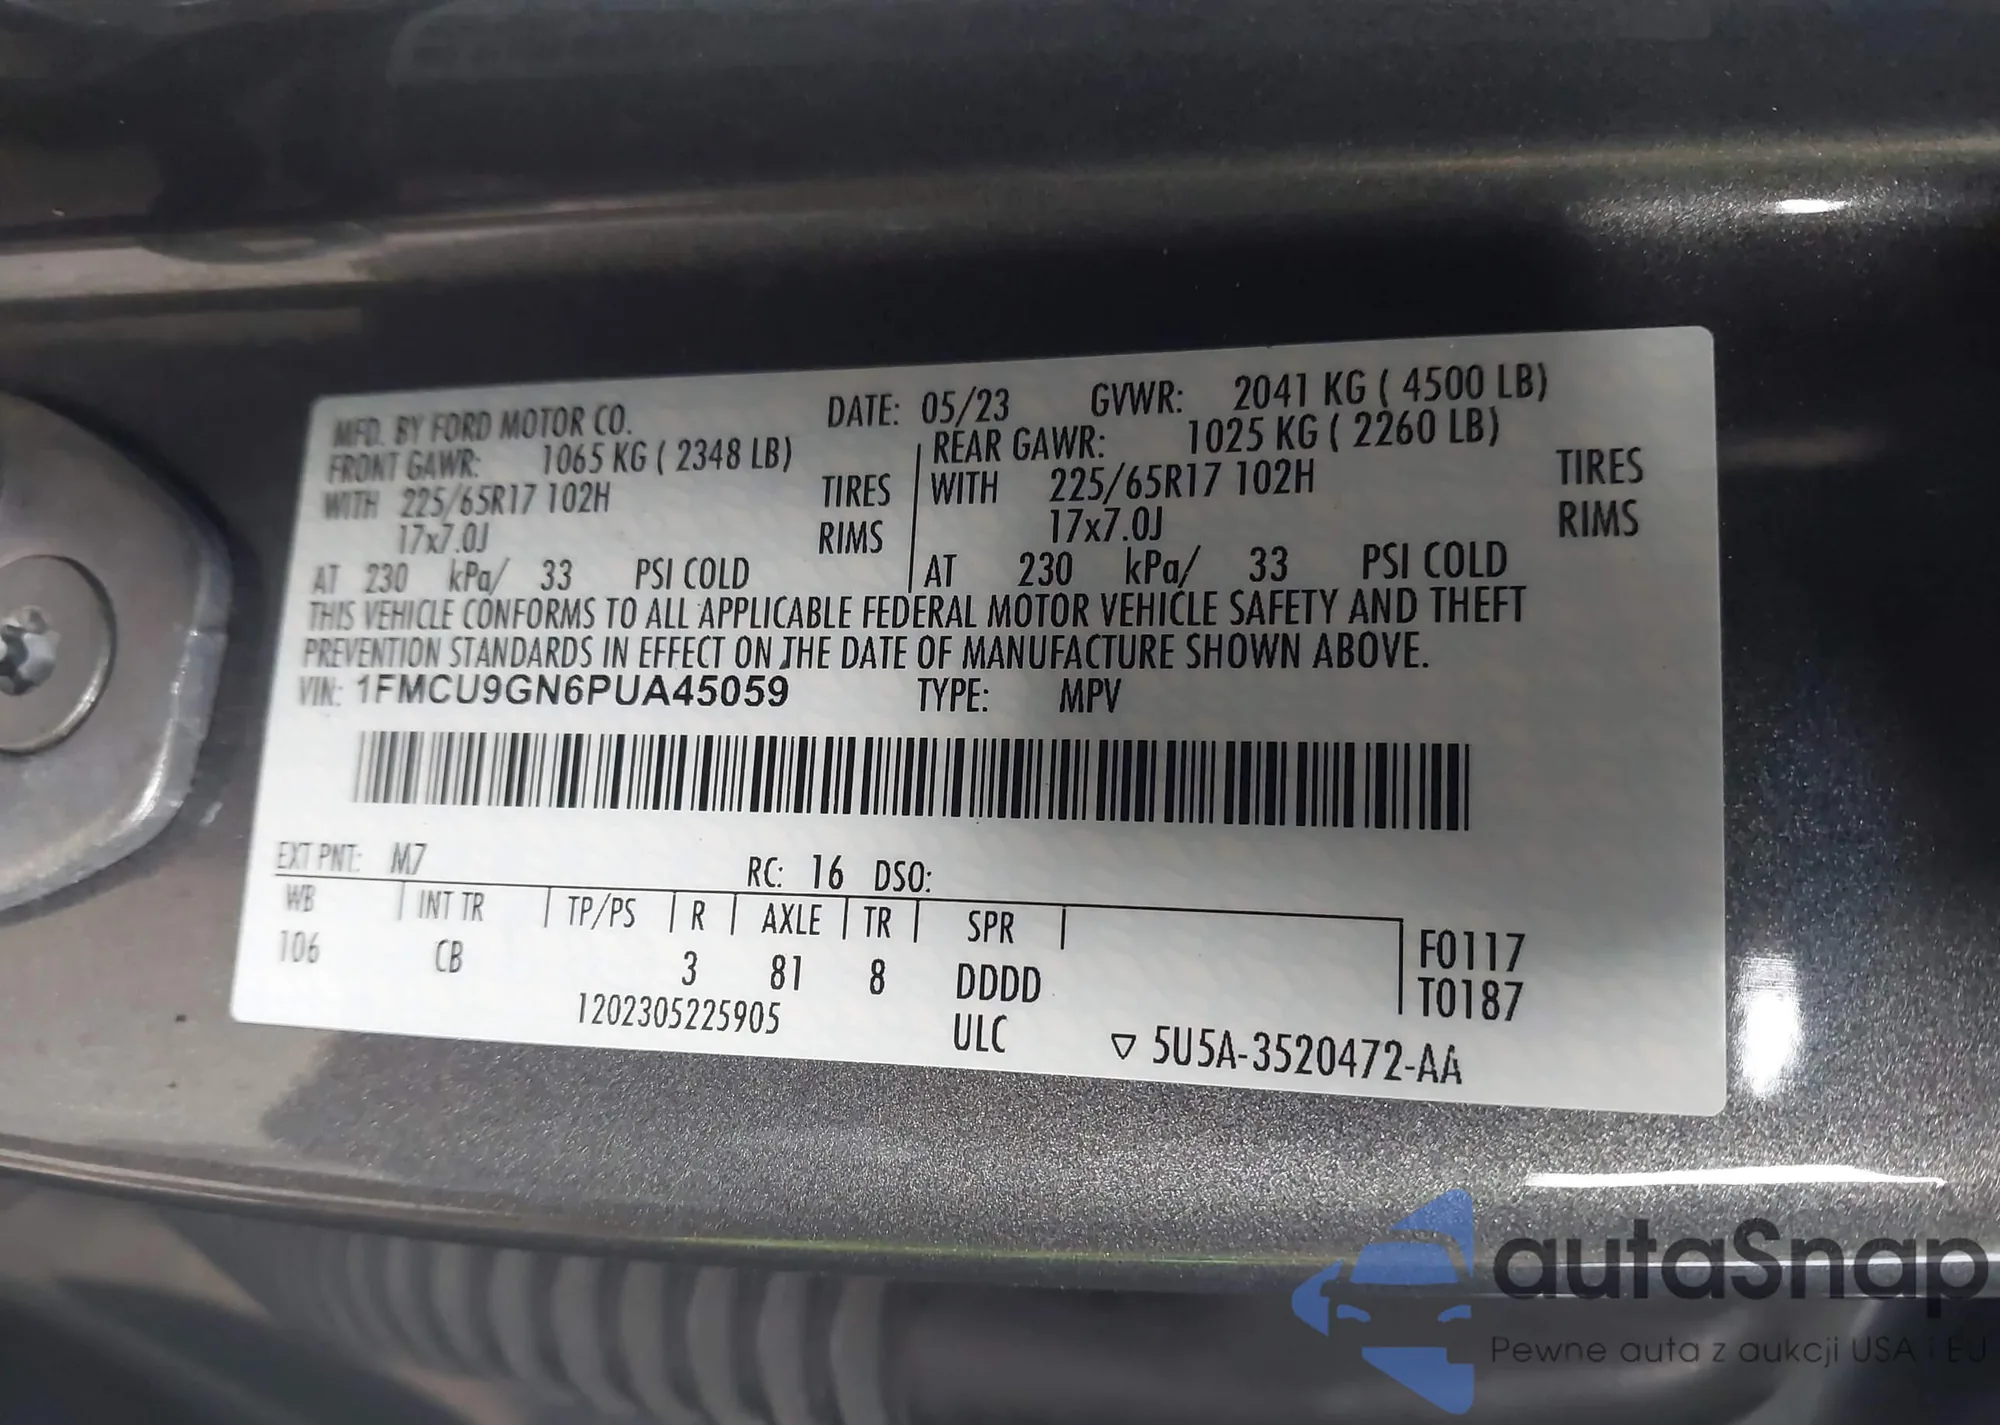 MFD. BY FORD MOTOR CO. DATE: 05/23 GVWR: 2041 KG ( 4500 LB)
FRONT GAWR: 1065 KG ( 2348 LB) REAR GAWR: 1025 KG ( 2260 LB)
WITH 225/65R17 102H TIRES WITH 225/65R17 102H TIRES
17x7.0J RIMS 17x7.0J RIMS
AT 230 kPa/ 33 PSI COLD AT 230 kPa/ 33 PSI COLD
THIS VEHICLE CONFORMS TO ALL APPLICABLE FEDERAL MOTOR VEHICLE SAFETY AND THEFT
PREVENTION STANDARDS IN EFFECT ON THE DATE OF MANUFACTURE SHOWN ABOVE.
VIN: 1FMCU9GN6PUA45059 TYPE: MPV
EXT PNT: M7 RC: 16 DSO:
WB INT TR TP/PS R AXLE TR SPR F0117
106 CB 3 81 8 DDDD T0187
1202305225905 ULC ▽ 5U5A-3520472-AA
autaSnap
Pewne auta z aukcji USA i EU